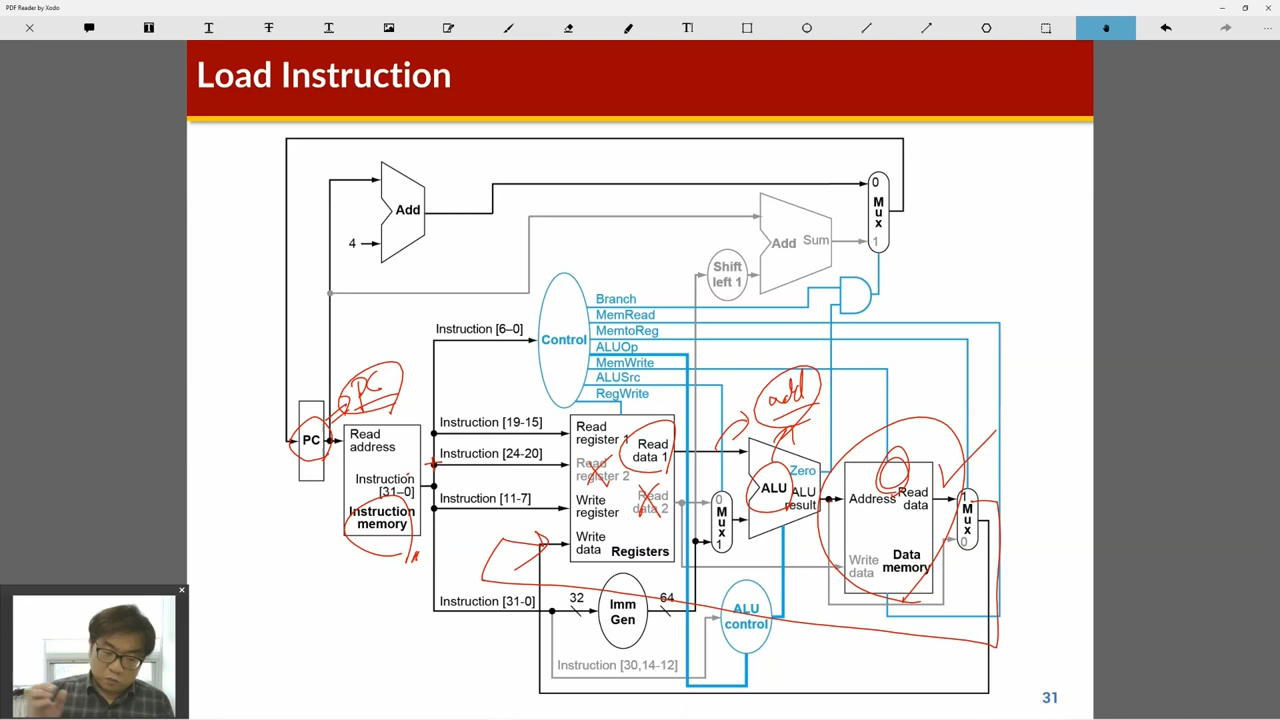 PDF Reader by Xodo
Load Instruction
Add
4
0
Mux
1
Add Sum
Shift
left 1
Branch
MemRead
MemtoReg
ALUOp
MemWrite
ALUSrc
RegWrite
Control
Instruction [6–0]
PC
add
PC
Read
address
Instruction
[31–0]
Instruction
memory
Instruction [19-15]
Instruction [24-20]
Instruction [11-7]
Instruction [31-0]
Read
register 1
Read
register 2
Write
register
Write
data
Read
data 1
Read
data 2
Registers
0
Mux
1
Zero
ALU
ALU
result
Address
Read
data
Write
data
Data
memory
1
Mux
0
32
Imm
Gen
64
ALU
control
Instruction [30,14-12]
31